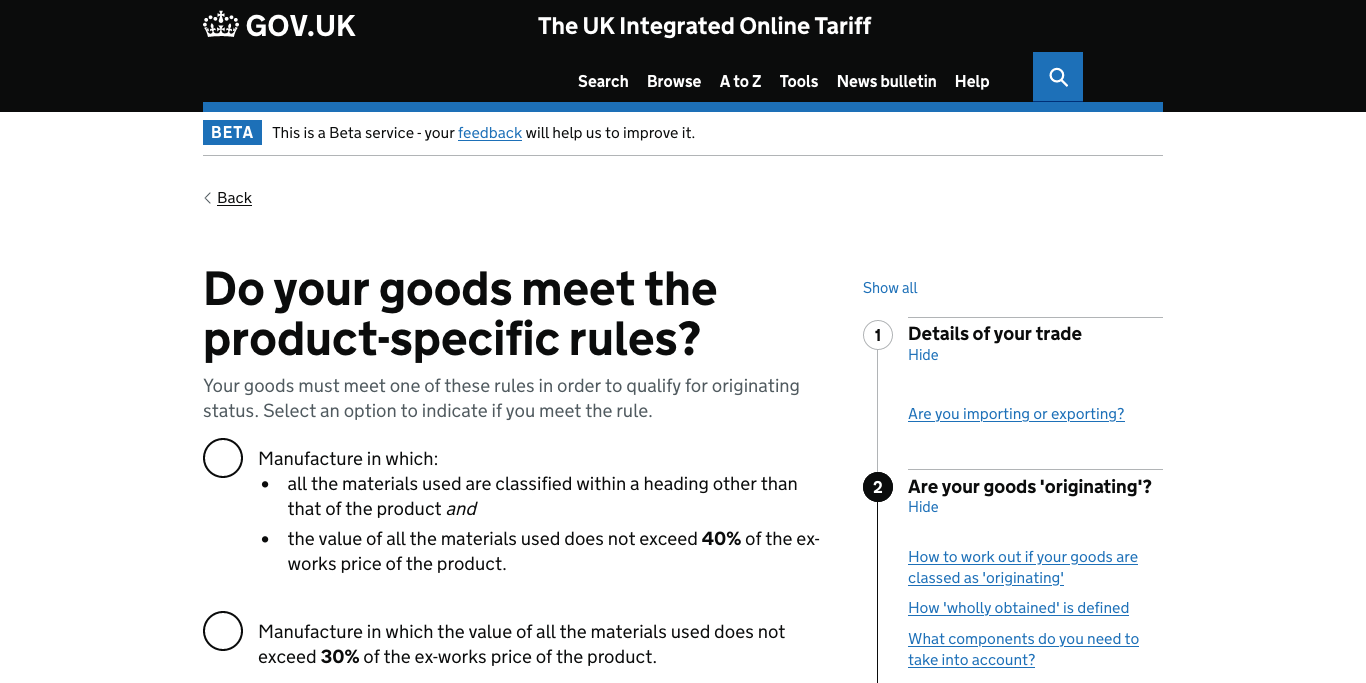 GOV.UK
The UK Integrated Online Tariff
Search Browse A to Z Tools News bulletin Help
BETA This is a Beta service - your feedback will help us to improve it.
Back
Do your goods meet the
product-specific rules?
Your goods must meet one of these rules in order to qualify for originating
status. Select an option to indicate if you meet the rule.
Manufacture in which:
• all the materials used are classified within a heading other than
that of the product and
• the value of all the materials used does not exceed 40% of the ex-
works price of the product.
Manufacture in which the value of all the materials used does not
exceed 30% of the ex-works price of the product.
Show all
1 Details of your trade
Hide
Are you importing or exporting?
2 Are your goods 'originating'?
Hide
How to work out if your goods are
classed as 'originating'
How 'wholly obtained' is defined
What components do you need to
take into account?